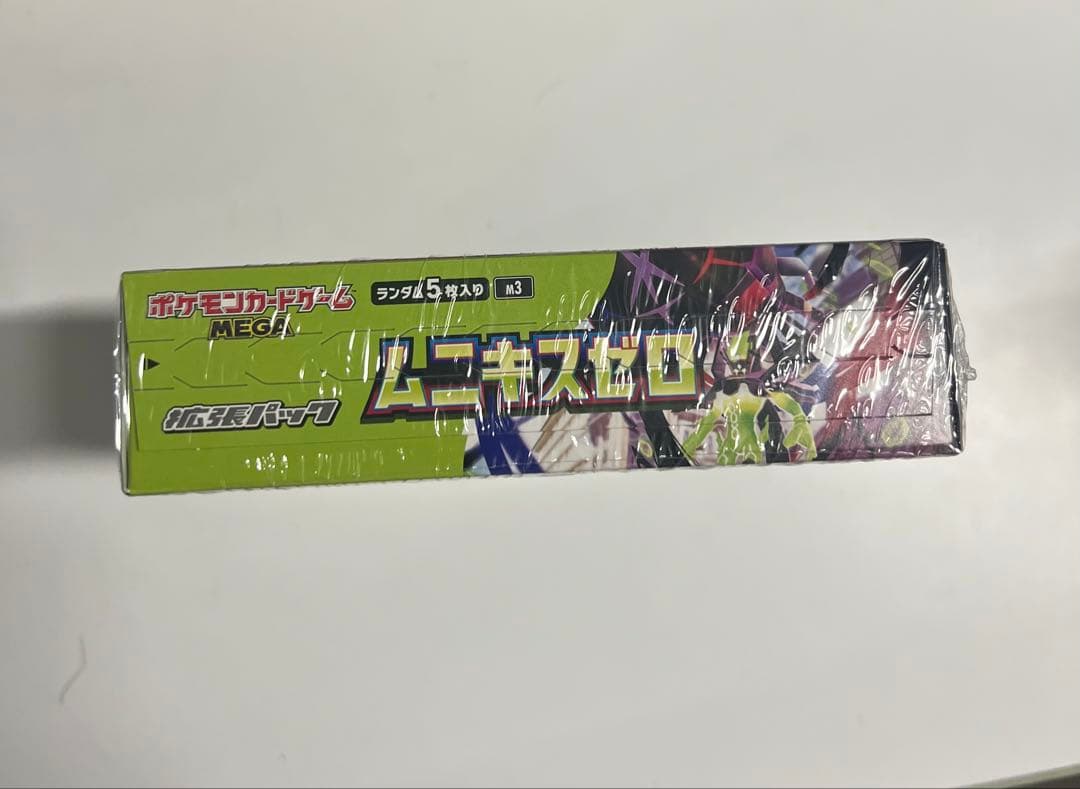 ポケモンカードゲーム
MEGA
ランダム5枚入り M3
ムニキスゼロ
拡張パック